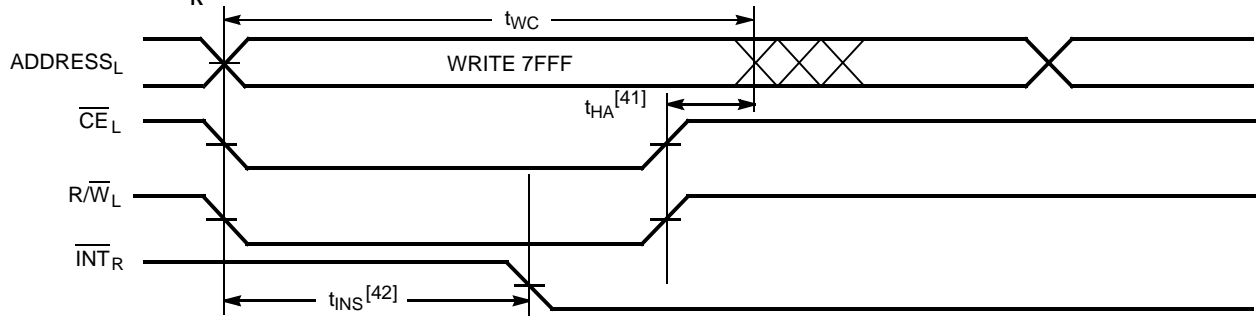 R
tWC
ADDRESSL
WRITE 7FFF
tHA[41]
CEL
R/WL
INTR
tINS[42]